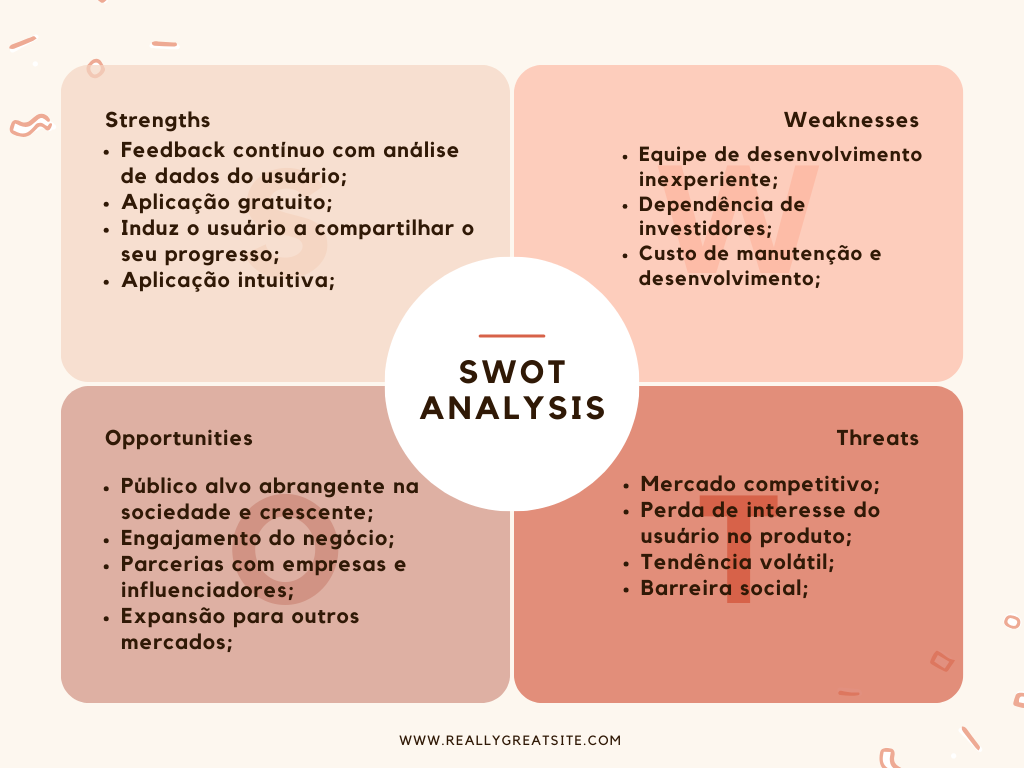 Strengths
• Feedback contínuo com análise
de dados do usuário;
• Aplicação gratuito;
• Induz o usuário a compartilhar o
seu progresso;
• Aplicação intuitiva;
S
Weaknesses
• Equipe de desenvolvimento
inexperiente;
• Dependência de
investidores;
• Custo de manutenção e
desenvolvimento;
W
SWOT
ANALYSIS
Opportunities
• Público alvo abrangente na
sociedade e crescente;
• Engajamento do negócio;
• Parcerias com empresas e
influenciadores;
• Expansão para outros
mercados;
O
Threats
• Mercado competitivo;
• Perda de interesse do
usuário no produto;
• Tendência volátil;
• Barreira social;
T
WWW.REALLYGREATSITE.COM